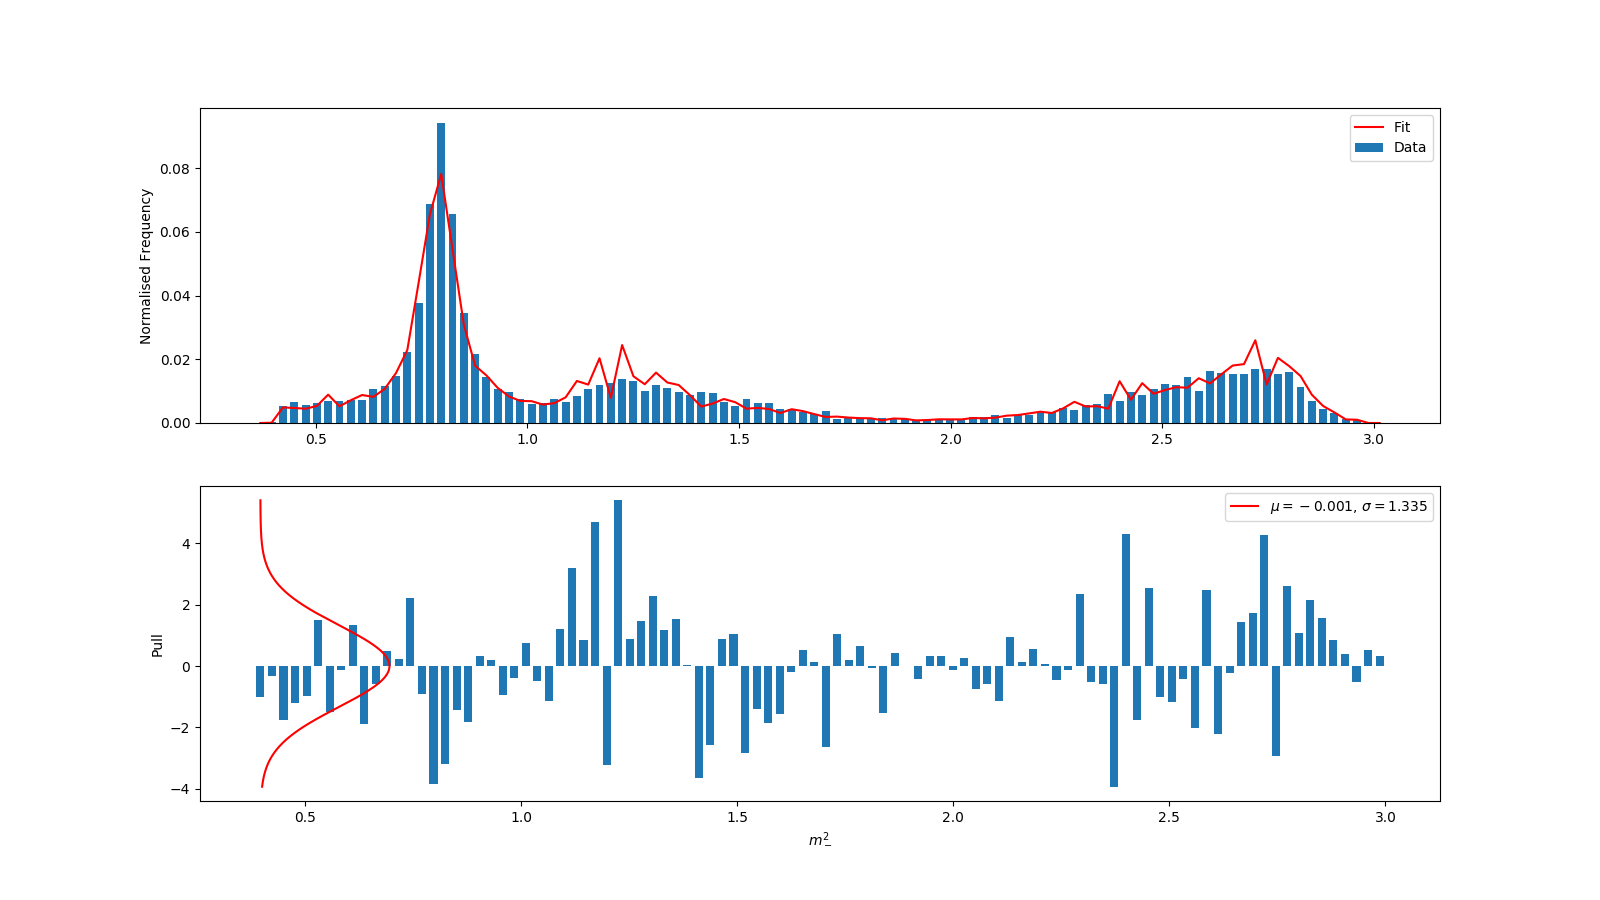 Normalised Frequency
0.08
0.06
0.04
0.02
0.00
0.5 1.0 1.5 2.0 2.5 3.0
Fit
Data
Pull
4
2
0
−2
−4
0.5 1.0 1.5 2.0 2.5 3.0
μ = −0.001, σ = 1.335
m²₋